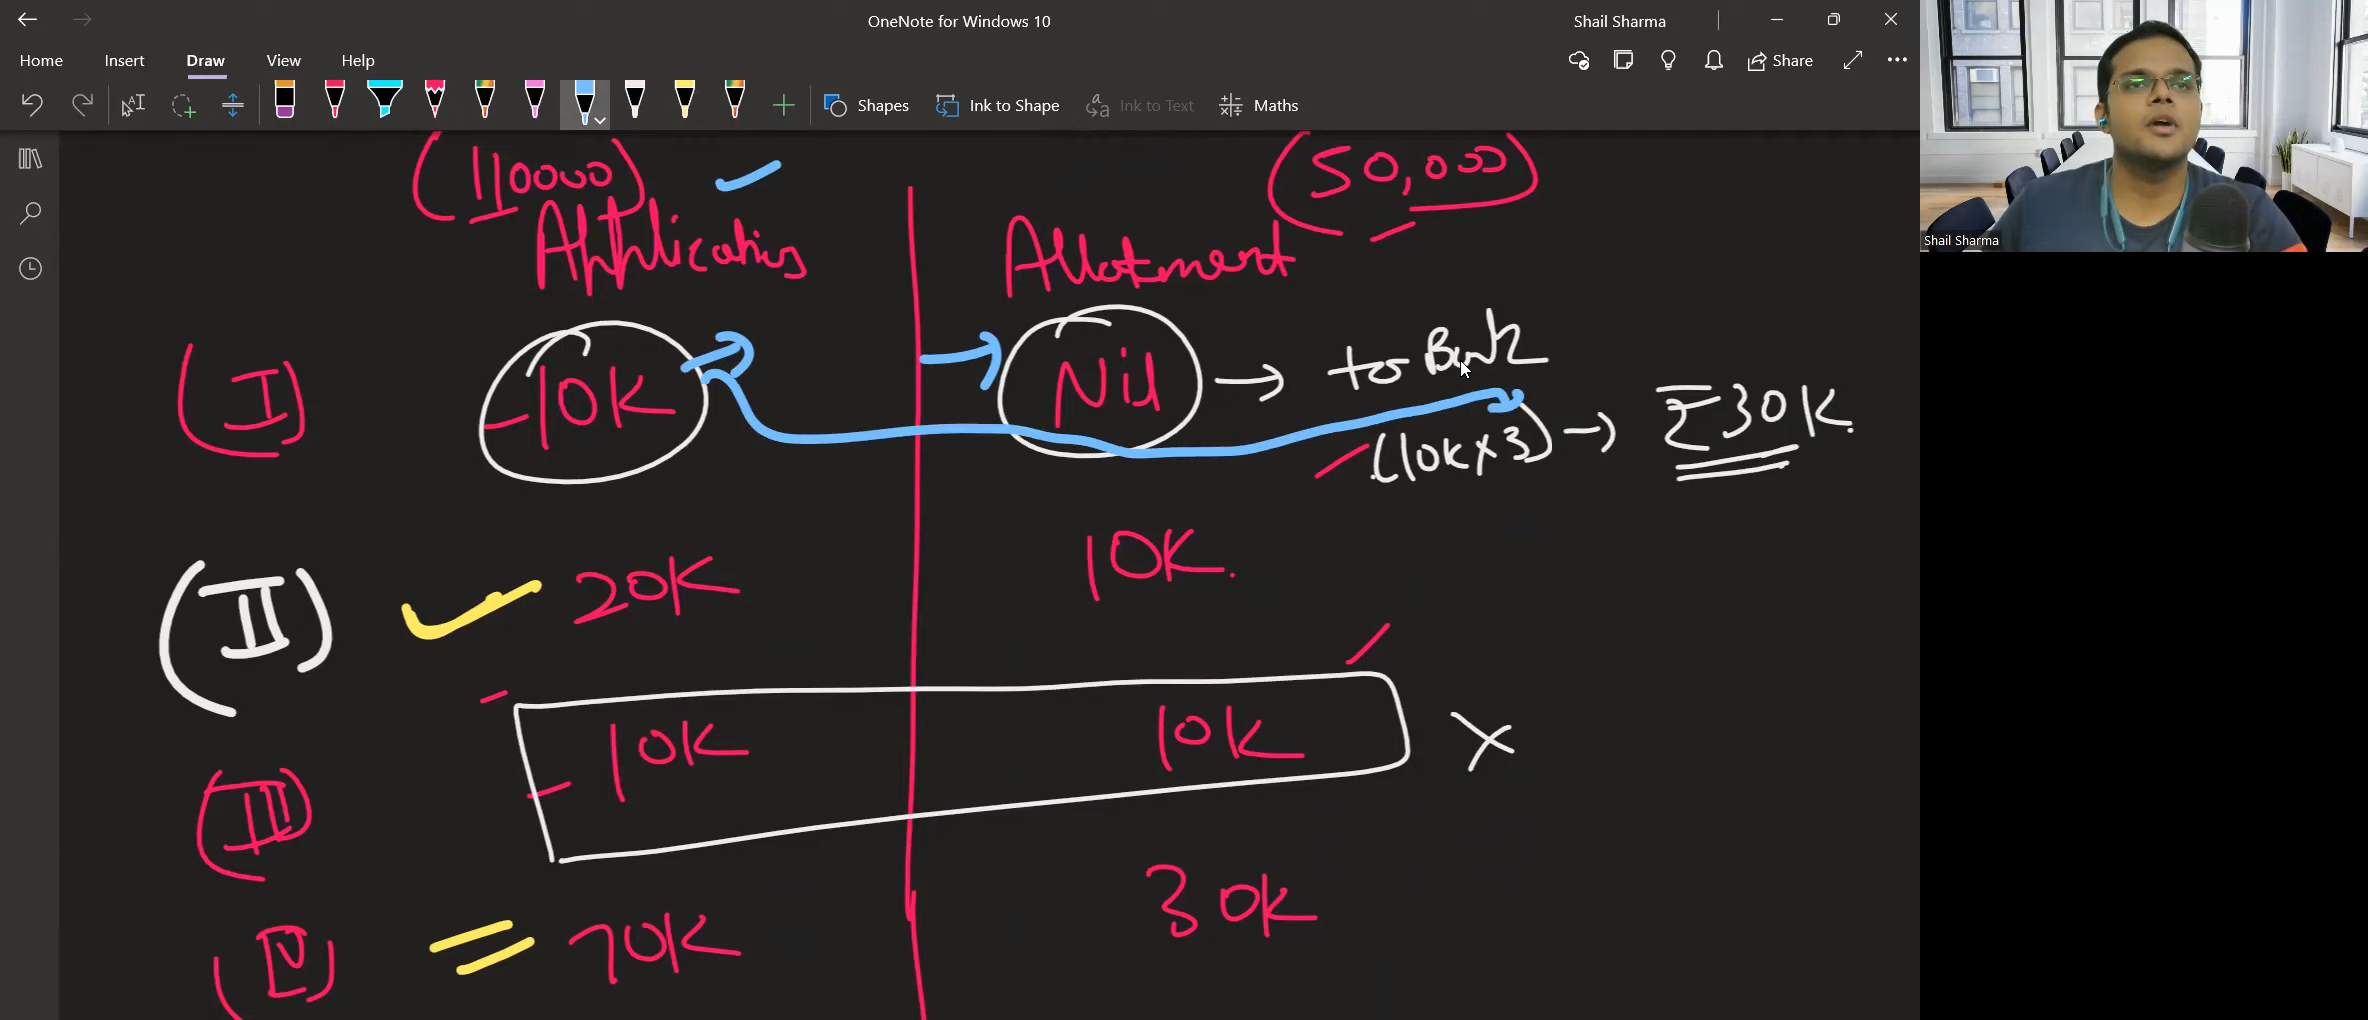 OneNote for Windows 10
Shail Sharma
Home Insert Draw View Help
Share
Shapes Ink to Shape Ink to Text Maths
Shail Sharma
(110000) (50,000)
Applications Allotment
(I) 10K Nil → to Bank
(10K x 3) → ₹30K.
(II) 20K 10K.
(III) 10K 10K X
(IV) 70K 30K